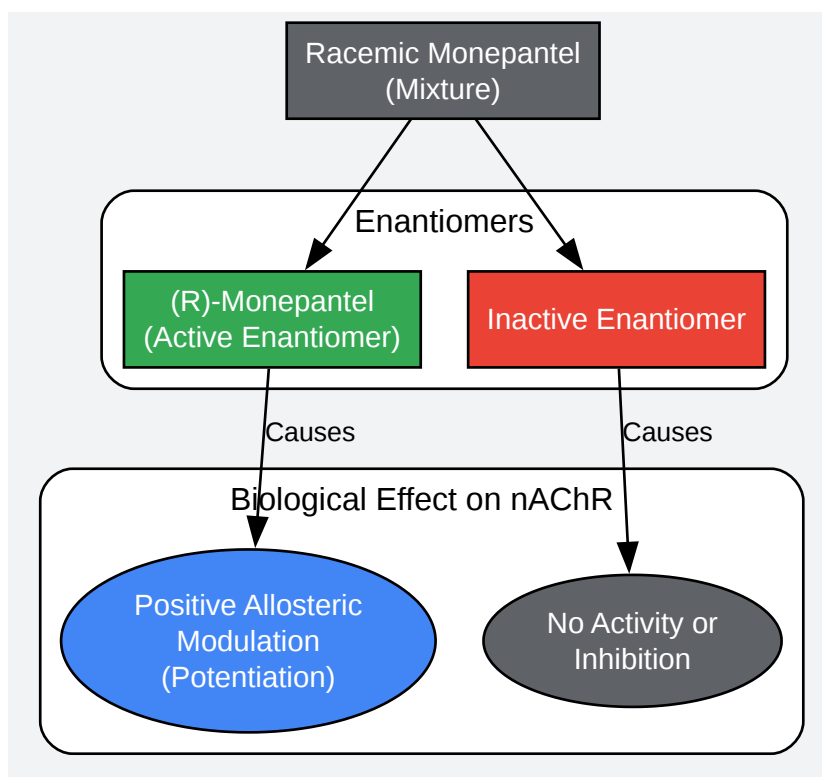 Racemic Monepantel
(Mixture)
Enantiomers
(R)-Monepantel
(Active Enantiomer)
Inactive Enantiomer
Causes
Causes
Biological Effect on nAChR
Positive Allosteric
Modulation
(Potentiation)
No Activity or
Inhibition